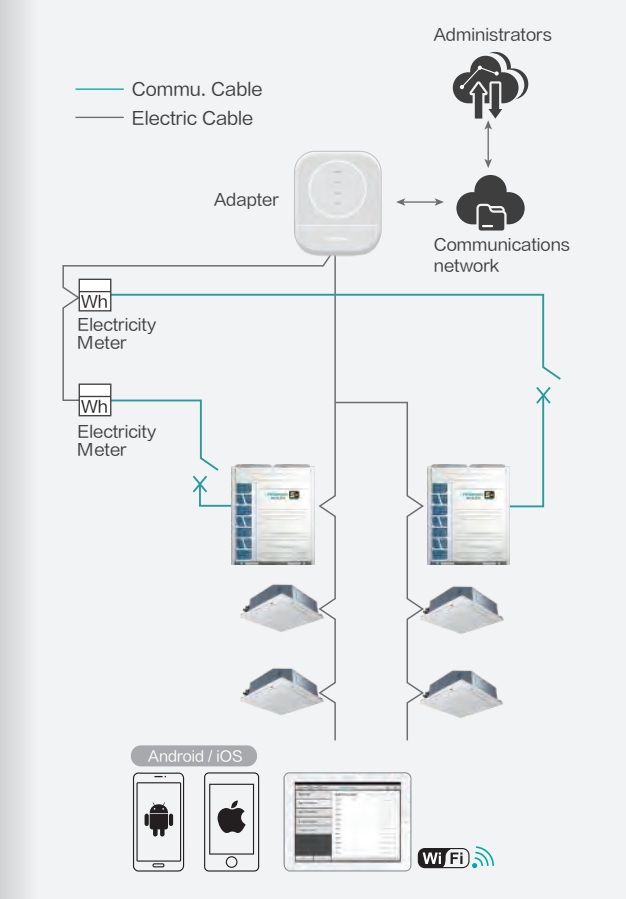 Administrators
Commu. Cable
Electric Cable
Adapter
Communications
network
Wh
Electricity
Meter
Wh
Electricity
Meter
Android / iOS
Wi Fi